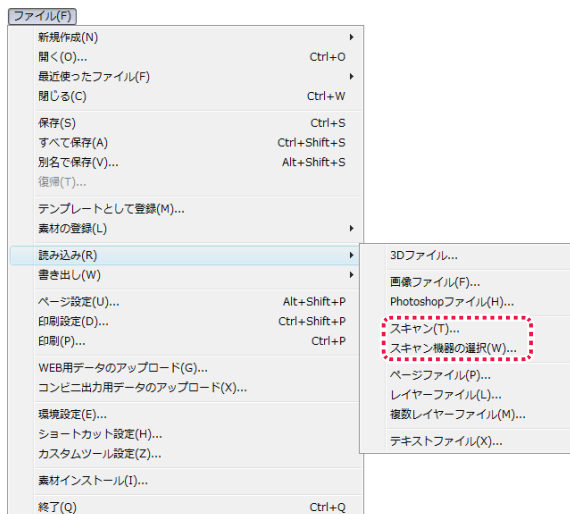 ファイル(F)
新規作成(N)
開く(O)... Ctrl+O
最近使ったファイル(F)
閉じる(C) Ctrl+W
保存(S) Ctrl+S
すべて保存(A) Ctrl+Shift+S
別名で保存(V)... Alt+Shift+S
復帰(T)...
テンプレートとして登録(M)...
素材の登録(L)
読み込み(R)
書き出し(W)
ページ設定(U)... Alt+Shift+P
印刷設定(D)... Ctrl+Shift+P
印刷(P)... Ctrl+P
WEB用データのアップロード(G)...
コンビニ出力用データのアップロード(X)...
環境設定(E)...
ショートカット設定(H)...
カスタムツール設定(Z)...
素材インストール(I)...
終了(Q) Ctrl+Q
3Dファイル...
画像ファイル(F)...
Photoshopファイル(H)...
スキャン(T)...
スキャン機器の選択(W)...
ページファイル(P)...
レイヤーファイル(L)...
複数レイヤーファイル(M)...
テキストファイル(X)...